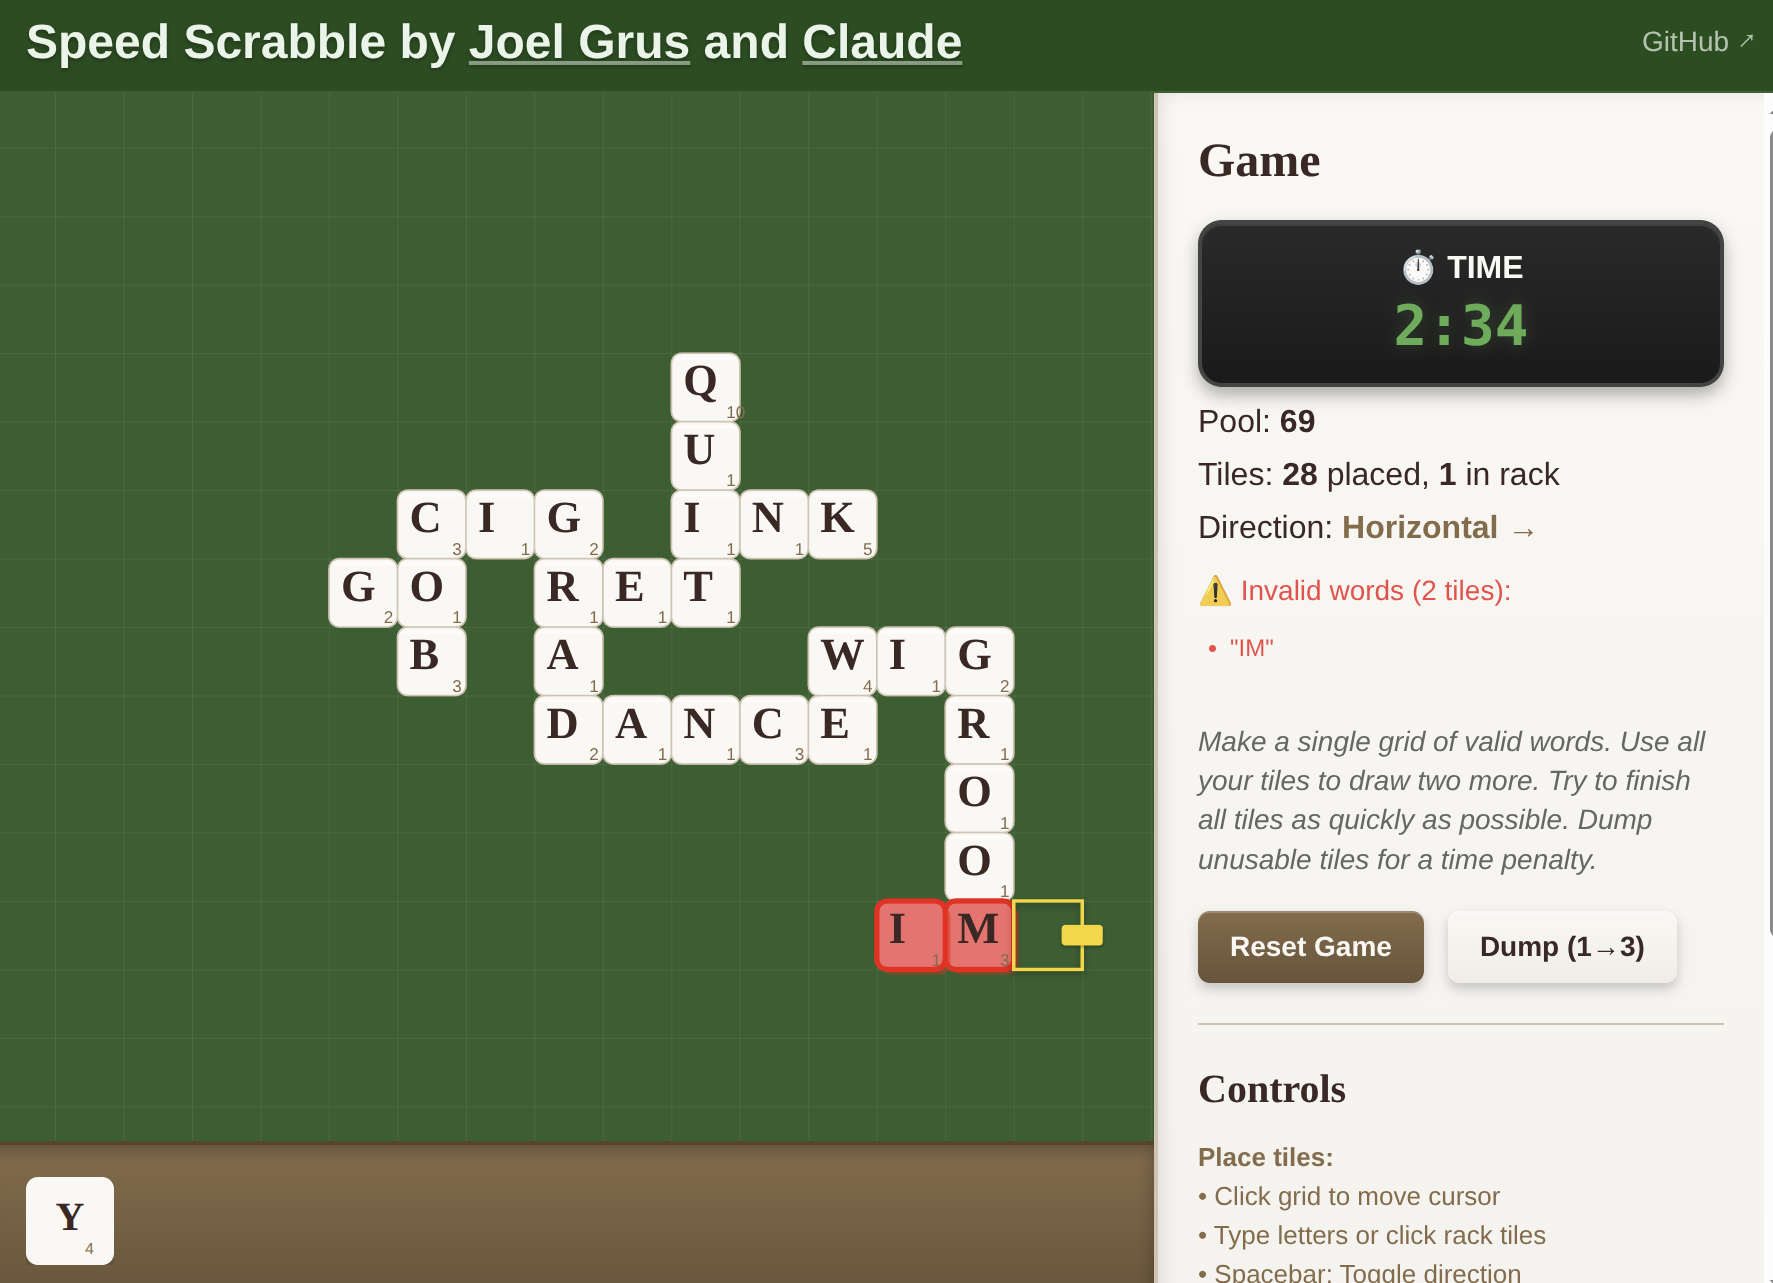 Speed Scrabble by Joel Grus and Claude
GitHub ↗
Q 10
U 1
C 3 I 1 G 2 I 1 N 1 K 5
G 2 O 1 R 1 E 1 T 1
B 3 A 1 W 4 I 1 G 2
D 2 A 1 N 1 C 3 E 1 R 1
O 1
O 1
I 1 M 3
Y 4
Game
⏱️ TIME
2:34
Pool: 69
Tiles: 28 placed, 1 in rack
Direction: Horizontal →
⚠️ Invalid words (2 tiles):
• "IM"
Make a single grid of valid words. Use all
your tiles to draw two more. Try to finish
all tiles as quickly as possible. Dump
unusable tiles for a time penalty.
Reset Game
Dump (1→3)
Controls
Place tiles:
• Click grid to move cursor
• Type letters or click rack tiles
• Spacebar: Toggle direction